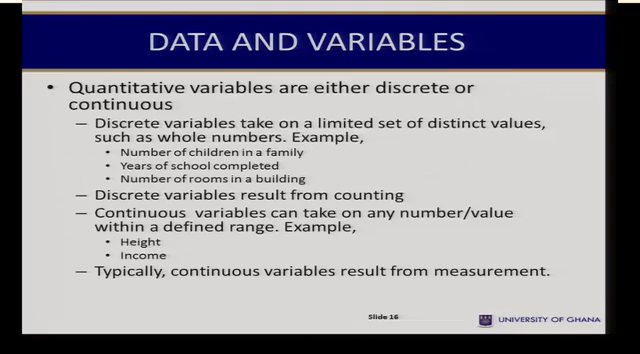 DATA AND VARIABLES
• Quantitative variables are either discrete or
continuous
– Discrete variables take on a limited set of distinct values,
such as whole numbers. Example,
• Number of children in a family
• Years of school completed
• Number of rooms in a building
– Discrete variables result from counting
– Continuous variables can take on any number/value
within a defined range. Example,
• Height
• Income
– Typically, continuous variables result from measurement.
Slide 16
UNIVERSITY OF GHANA